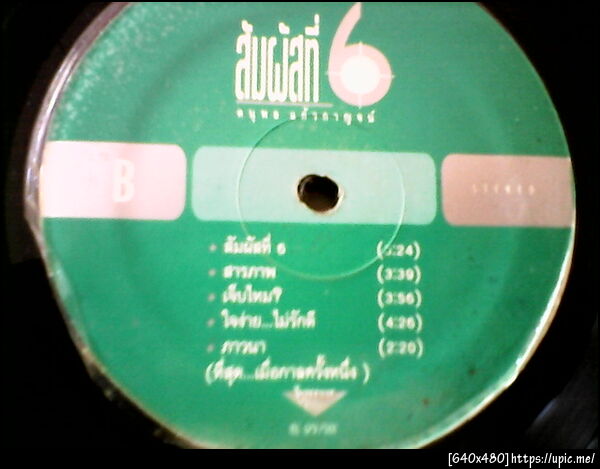 สัมผัสที่ 6
B
STEREO
สัมผัสที่ 6 (5:24)
สารภาพ (3:39)
เจ็บไหม? (3:56)
ใจง่าย...ไม่รักดี (4:26)
ภาวนา (2:20)
(ที่สุด...เมื่อกาลครั้งหนึ่ง )
[640x480]https://upic.me/